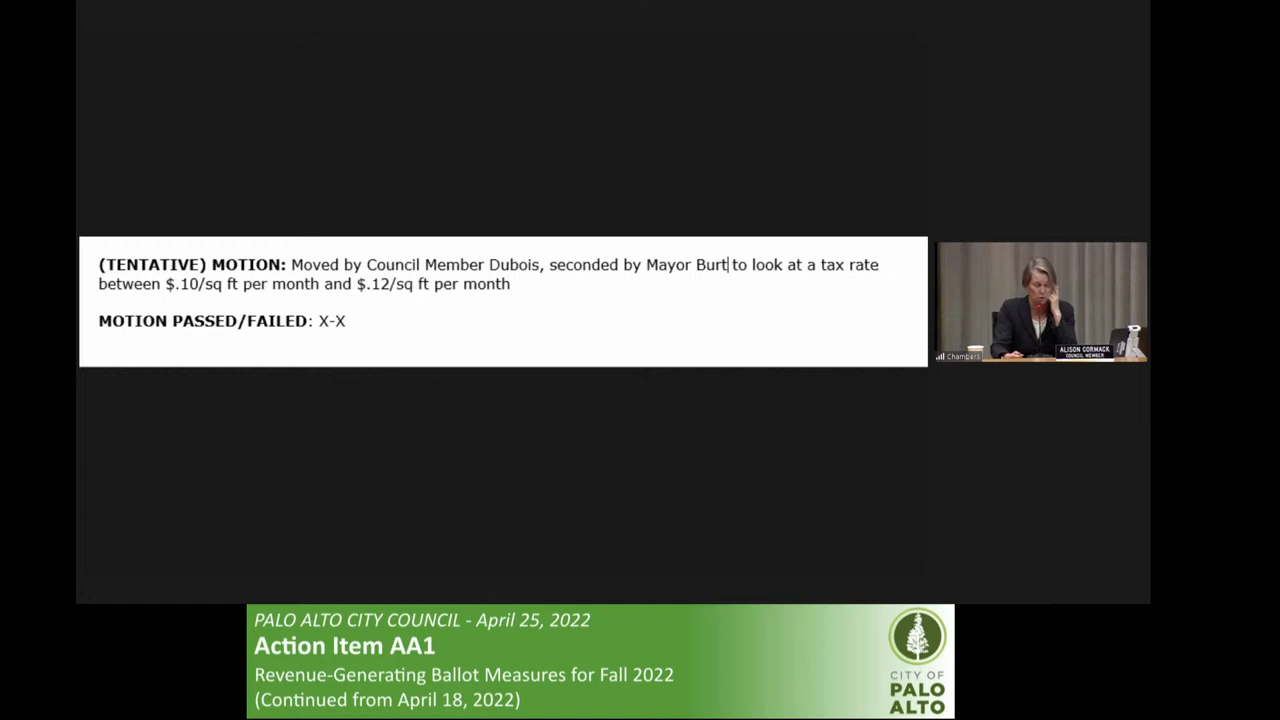 (TENTATIVE) MOTION: Moved by Council Member Dubois, seconded by Mayor Burt to look at a tax rate
between $.10/sq ft per month and $.12/sq ft per month
MOTION PASSED/FAILED: X-X
Chambers
ALISON CORMACK
COUNCIL MEMBER
PALO ALTO CITY COUNCIL - April 25, 2022
Action Item AA1
Revenue-Generating Ballot Measures for Fall 2022
(Continued from April 18, 2022)
CITY OF
PALO
ALTO